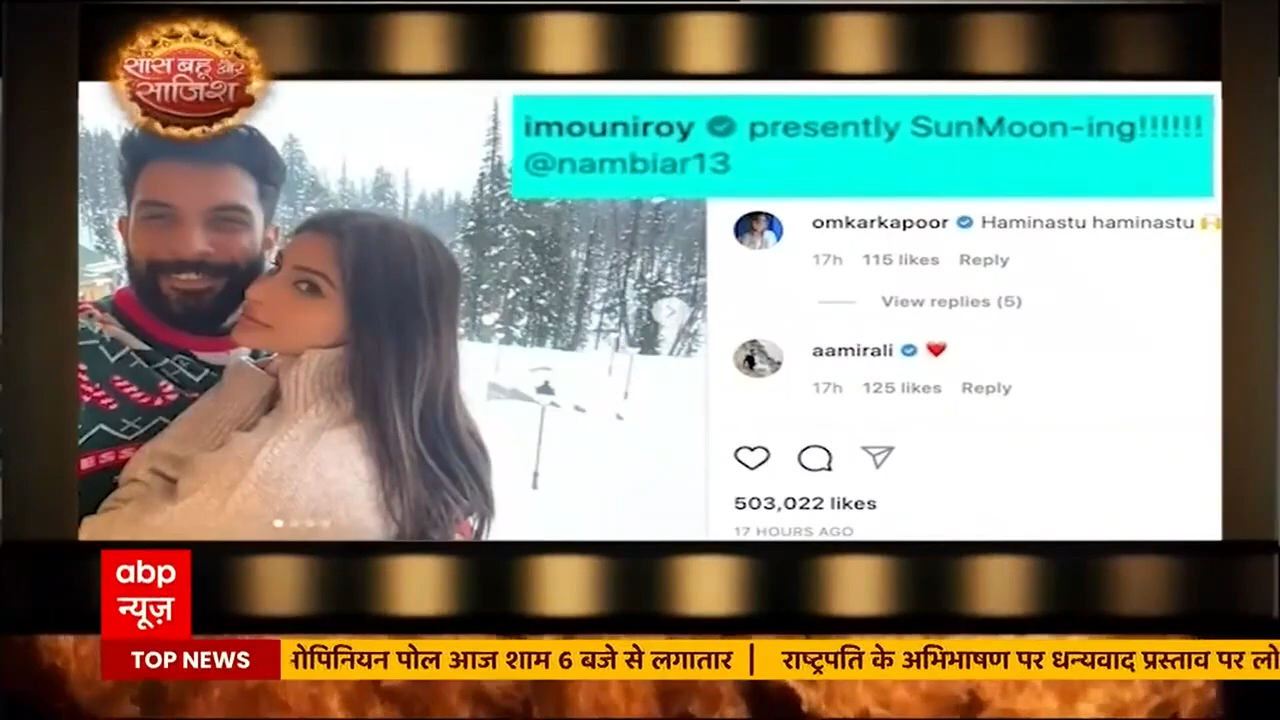 सास बहू और
साजिश
imouniroy presently SunMoon-ing!!!!!!
@nambiar13
omkarkapoor Haminastu haminastu 🙌
17h 115 likes Reply
View replies (5)
aamirali ❤️
17h 125 likes Reply
503,022 likes
17 HOURS AGO
abp
न्यूज़
TOP NEWS ओपिनियन पोल आज शाम 6 बजे से लगातार | राष्ट्रपति के अभिभाषण पर धन्यवाद प्रस्ताव पर लो